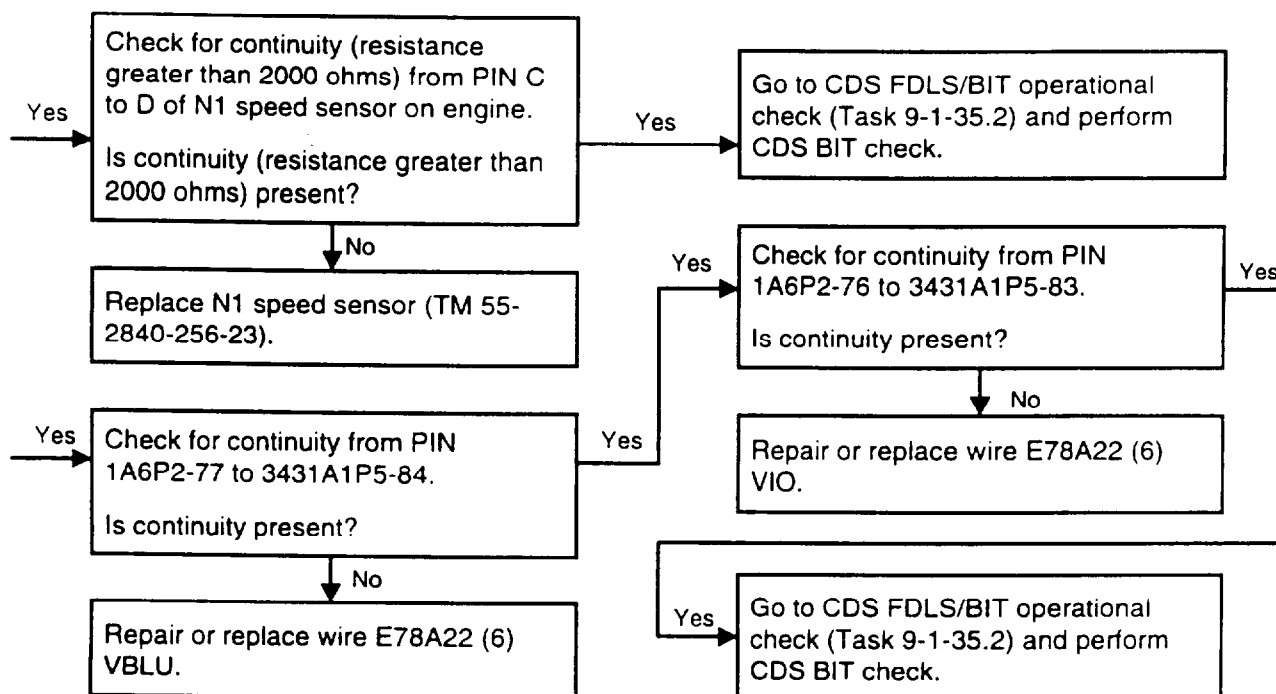 Yes
Check for continuity (resistance
greater than 2000 ohms) from PIN C
to D of N1 speed sensor on engine.
Is continuity (resistance greater than
2000 ohms) present?
Yes
Go to CDS FDLS/BIT operational
check (Task 9-1-35.2) and perform
CDS BIT check.
No
Replace N1 speed sensor (TM 55-
2840-256-23).
Yes
Check for continuity from PIN
1A6P2-77 to 3431A1P5-84.
Is continuity present?
Yes
Yes
Check for continuity from PIN
1A6P2-76 to 3431A1P5-83.
Is continuity present?
Yes
No
Repair or replace wire E78A22 (6)
VIO.
No
Repair or replace wire E78A22 (6)
VBLU.
Yes
Go to CDS FDLS/BIT operational
check (Task 9-1-35.2) and perform
CDS BIT check.